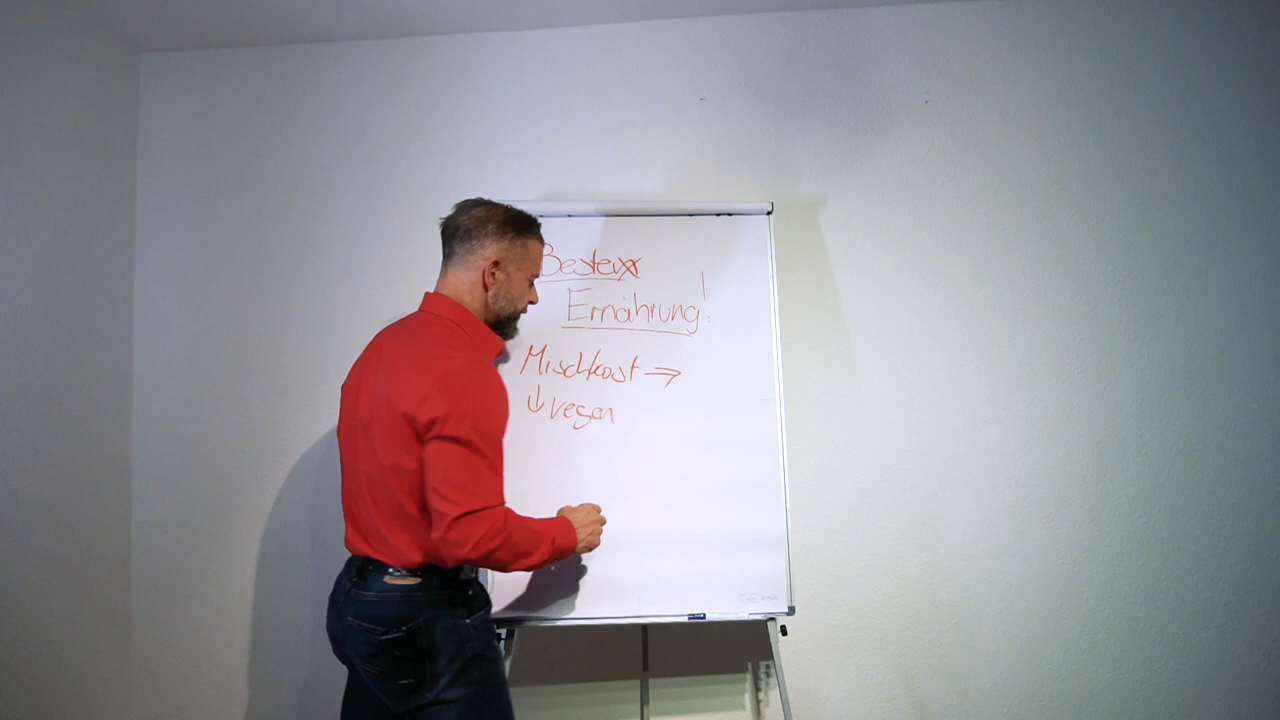 Beste
Ernährung!
Mischkost →
↓ vegan